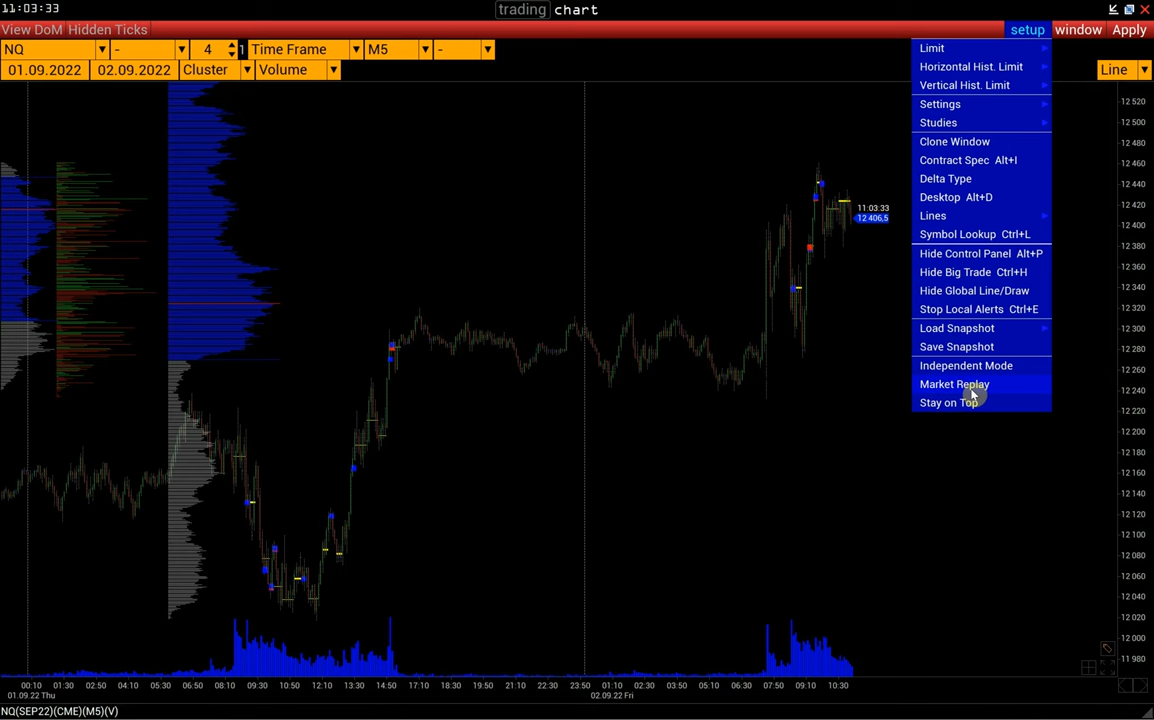 11:03:33
trading chart
View DoM Hidden Ticks
setup window Apply
NQ - 4 1 Time Frame M5 -
01.09.2022 02.09.2022 Cluster Volume Line
Limit
Horizontal Hist. Limit
Vertical Hist. Limit
Settings
Studies
Clone Window
Contract Spec Alt+I
Delta Type
Desktop Alt+D
Lines
Symbol Lookup Ctrl+L
Hide Control Panel Alt+P
Hide Big Trade Ctrl+H
Hide Global Line/Draw
Stop Local Alerts Ctrl+E
Load Snapshot
Save Snapshot
Independent Mode
Market Replay
Stay on Top
11:03:33
12 406,5
12 520
12 500
12 480
12 460
12 440
12 420
12 400
12 380
12 360
12 340
12 320
12 300
12 280
12 260
12 240
12 220
12 200
12 180
12 160
12 140
12 120
12 100
12 080
12 060
12 040
12 020
12 000
11 980
00:10 01:30 02:50 04:10 05:30 06:50 08:10 09:30 10:50 12:10 13:30 14:50 17:10 18:30 19:50 21:10 22:30 23:50 01:10 02:30 03:50 05:10 06:30 07:50 09:10 10:30
01.09.22 Thu 02.09.22 Fri
NQ(SEP22)(CME)(M5)(V)